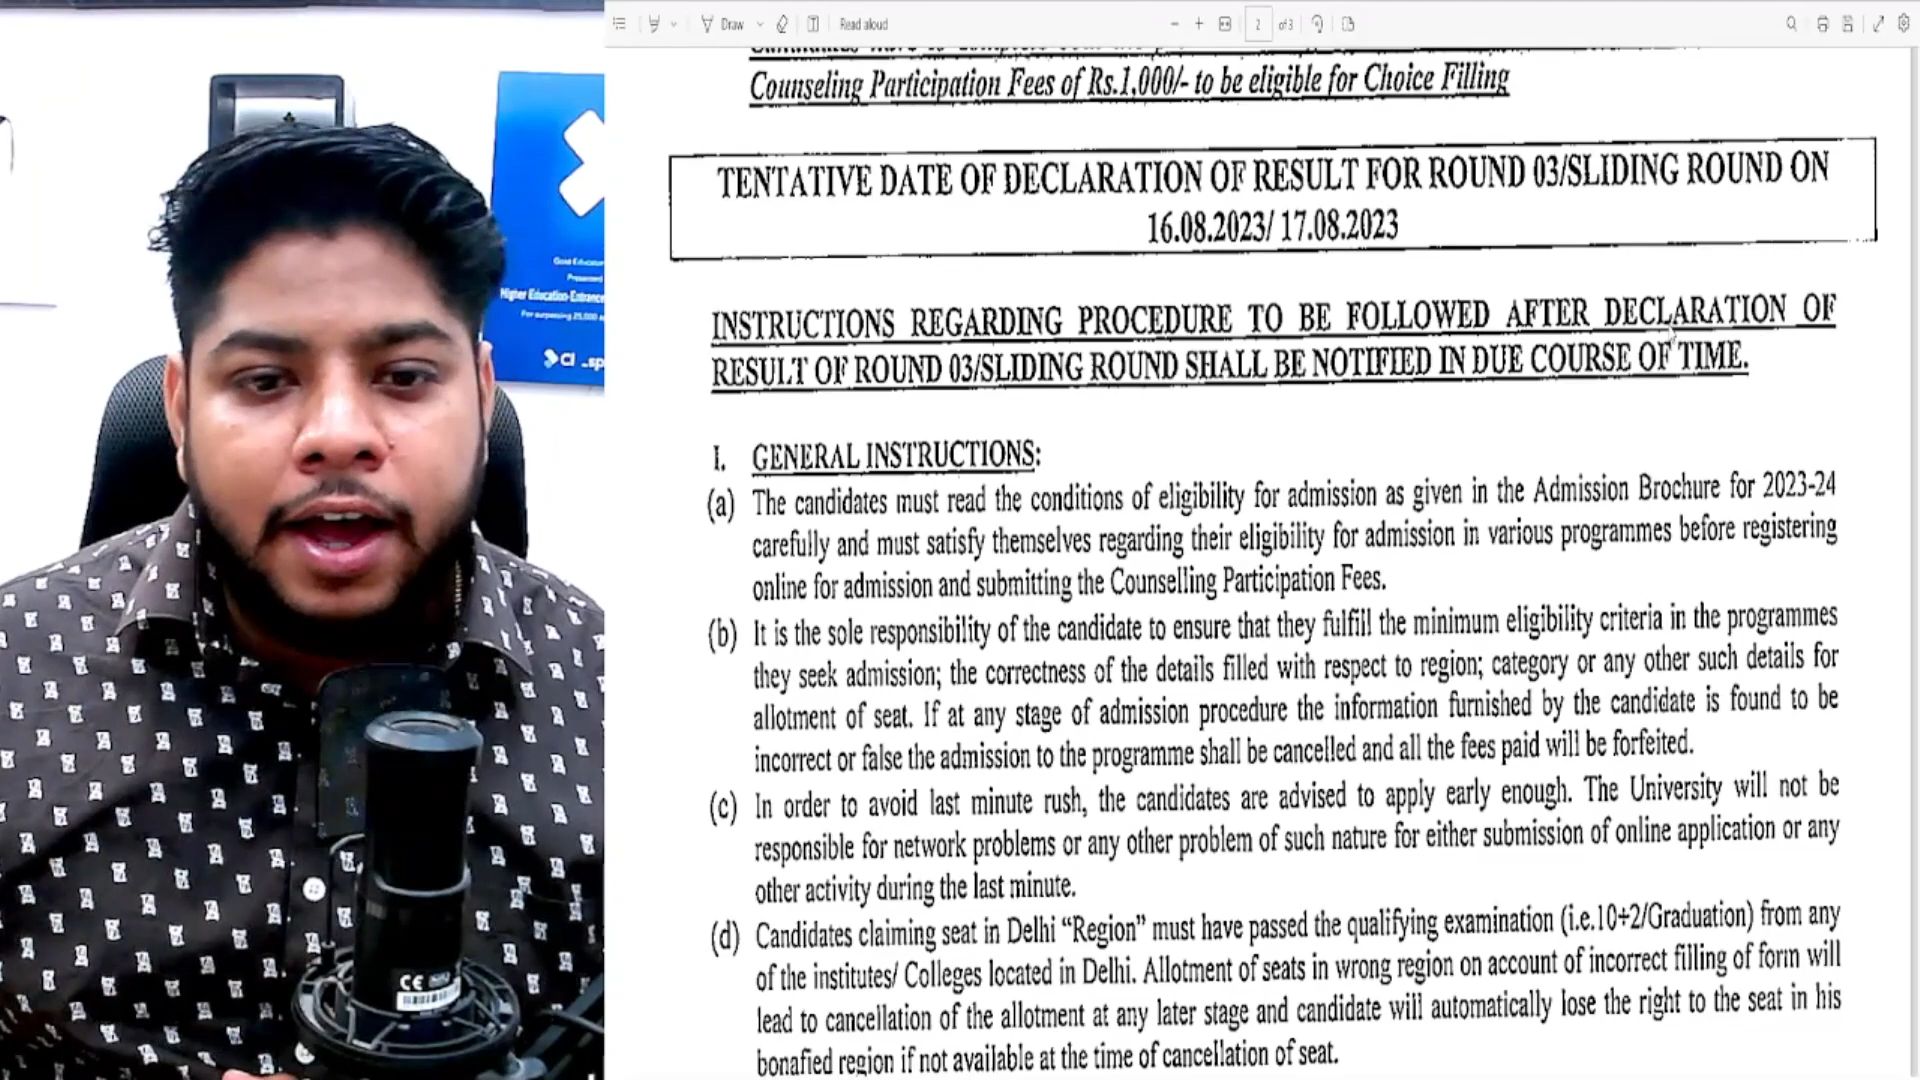 Draw
Read aloud
2
of 3
Counseling Participation Fees of Rs.1,000/- to be eligible for Choice Filling
TENTATIVE DATE OF DECLARATION OF RESULT FOR ROUND 03/SLIDING ROUND ON
16.08.2023/ 17.08.2023
INSTRUCTIONS REGARDING PROCEDURE TO BE FOLLOWED AFTER DECLARATION OF
RESULT OF ROUND 03/SLIDING ROUND SHALL BE NOTIFIED IN DUE COURSE OF TIME.
I. GENERAL INSTRUCTIONS:
(a) The candidates must read the conditions of eligibility for admission as given in the Admission Brochure for 2023-24
carefully and must satisfy themselves regarding their eligibility for admission in various programmes before registering
online for admission and submitting the Counselling Participation Fees.
(b) It is the sole responsibility of the candidate to ensure that they fulfill the minimum eligibility criteria in the programmes
they seek admission; the correctness of the details filled with respect to region; category or any other such details for
allotment of seat. If at any stage of admission procedure the information furnished by the candidate is found to be
incorrect or false the admission to the programme shall be cancelled and all the fees paid will be forfeited.
(c) In order to avoid last minute rush, the candidates are advised to apply early enough. The University will not be
responsible for network problems or any other problem of such nature for either submission of online application or any
other activity during the last minute.
(d) Candidates claiming seat in Delhi “Region” must have passed the qualifying examination (i.e.10+2/Graduation) from any
of the institutes/ Colleges located in Delhi. Allotment of seats in wrong region on account of incorrect filling of form will
lead to cancellation of the allotment at any later stage and candidate will automatically lose the right to the seat in his
bonafied region if not available at the time of cancellation of seat.
Higher Education-Entrance
CE